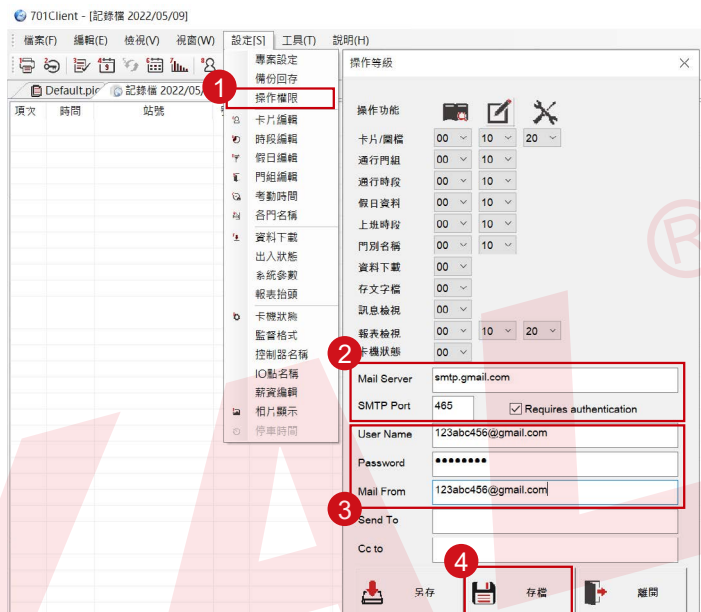 701Client - [記錄檔 2022/05/09]
檔案(F) 編輯(E) 檢視(V) 視窗(W) 設定[S] 工具(T) 說明(H)
Default.pic 記錄檔 2022/05/
項次 時間 站號
1
專案設定
備份回存
操作權限
卡片編輯
時段編輯
假日編輯
門組編輯
考勤時間
各門名稱
資料下載
出入狀態
系統參數
報表抬頭
卡機狀態
監督格式
控制器名稱
IO點名稱
薪資編輯
相片顯示
停車時間
操作等級
操作功能
卡片/圖檔 00 10 20
通行門組 00 10
通行時段 00 10
假日資料 00 10
上班時段 00 10
門別名稱 00 10
資料下載 00
存文字檔 00
訊息檢視 00
報表檢視 00 10 20
卡機狀態 00
2
Mail Server smtp.gmail.com
SMTP Port 465 Requires authentication
User Name 123abc456@gmail.com
Password ●●●●●●●●
Mail From 123abc456@gmail.com
3
Send To
Cc to
4
另存 存檔 離開
®